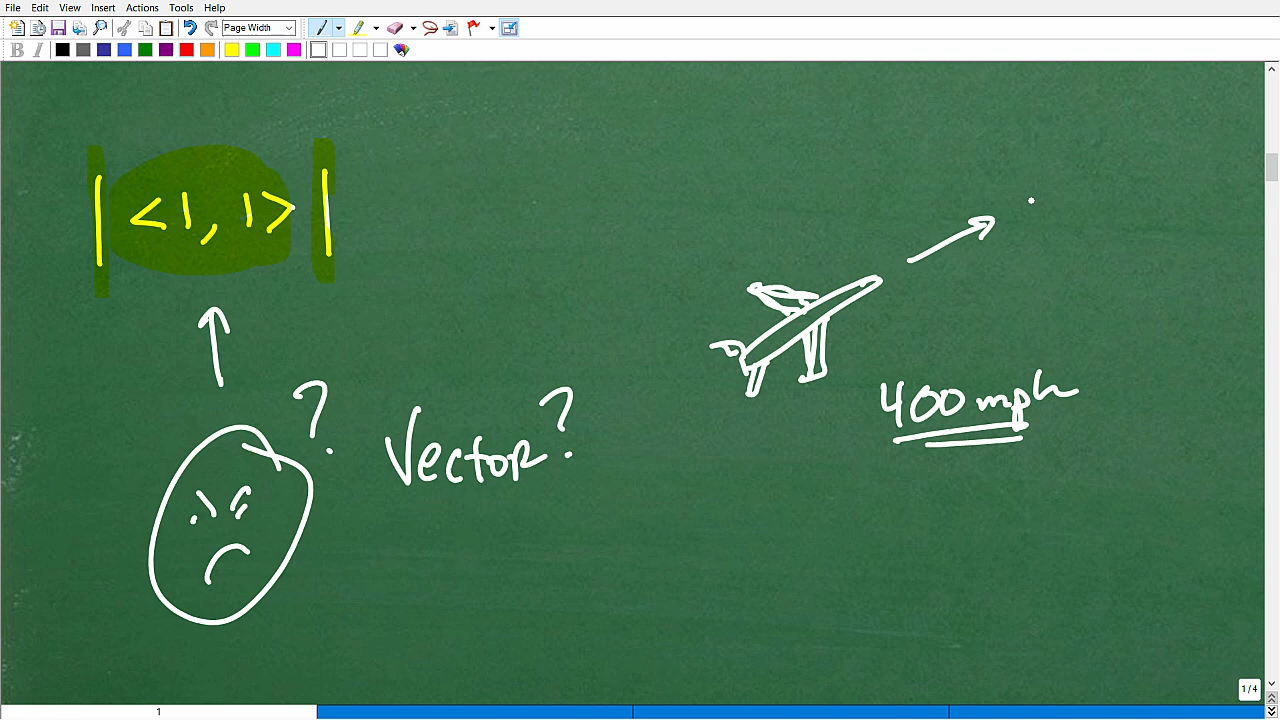 File Edit View Insert Actions Tools Help
Page Width
B I
| <1, 1> |
?
Vector?
400 mph
1 / 4
1